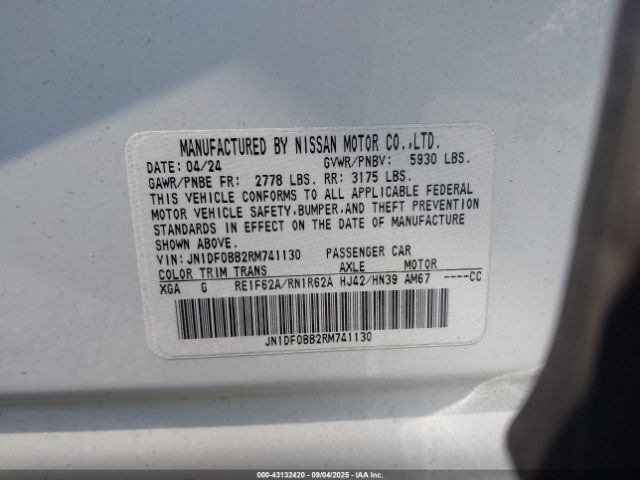 MANUFACTURED BY NISSAN MOTOR CO.,LTD.
DATE: 04/24 GVWR/PNBV: 5930 LBS.
GAWR/PNBE FR: 2778 LBS. RR: 3175 LBS.
THIS VEHICLE CONFORMS TO ALL APPLICABLE FEDERAL
MOTOR VEHICLE SAFETY,BUMPER,AND THEFT PREVENTION
STANDARDS IN EFFECT ON THE DATE OF MANUFACTURE
SHOWN ABOVE.
VIN: JN1DF0BB2RM741130 PASSENGER CAR
COLOR TRIM TRANS AXLE MOTOR
XGA G RE1F62A/RN1R62A HJ42/HN39 AM67 ----CC
JN1DF0BB2RM741130
000-43132420 09/04/2025 - IAAI